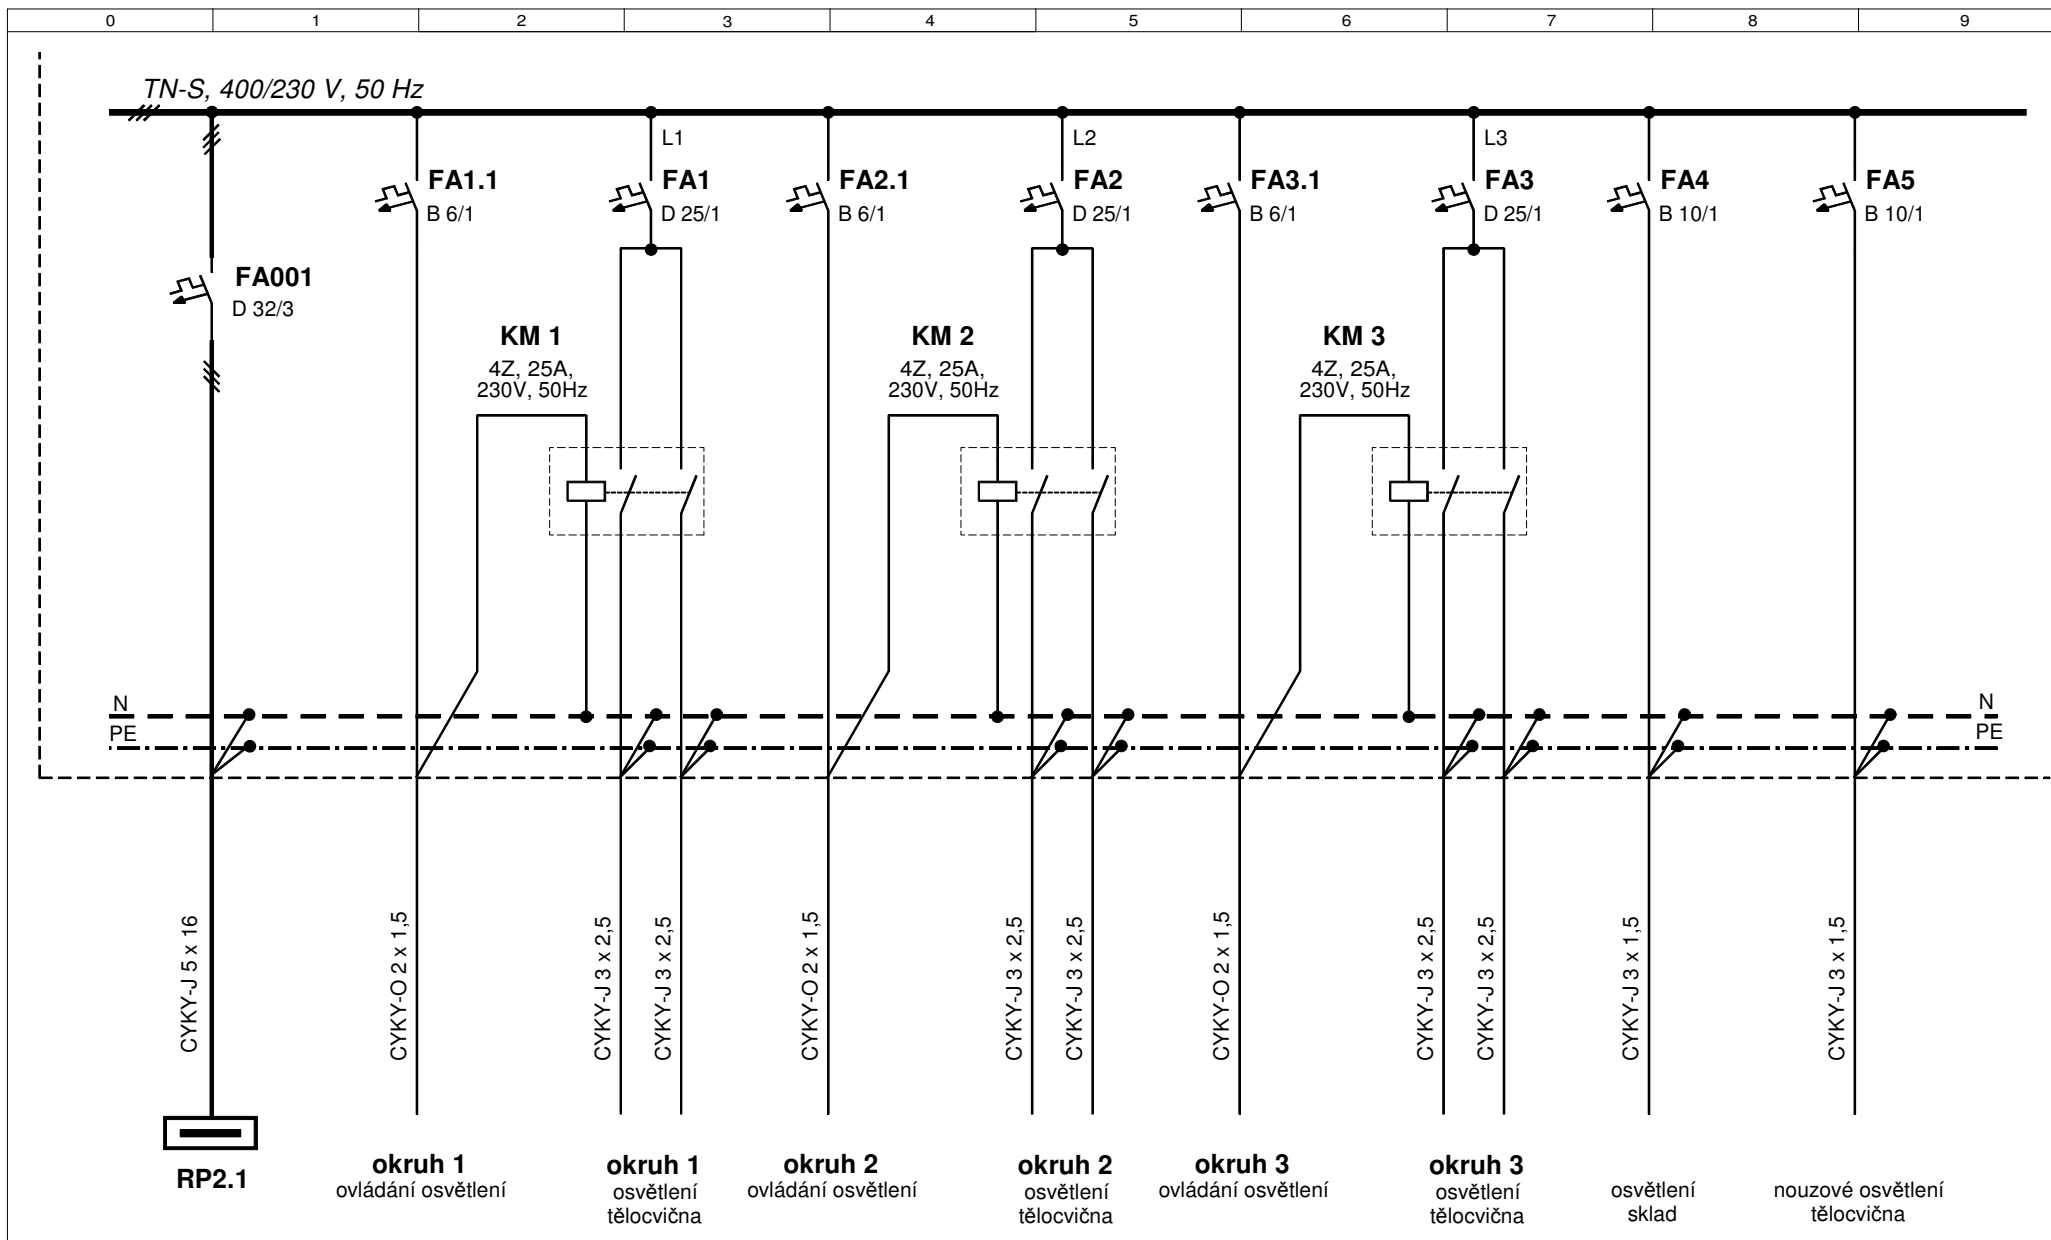 0 1 2 3 4 5 6 7 8 9
TN-S, 400/230 V, 50 Hz
L1 L2 L3
FA1.1 FA1 FA2.1 FA2 FA3.1 FA3 FA4 FA5
B 6/1 D 25/1 B 6/1 D 25/1 B 6/1 D 25/1 B 10/1 B 10/1
FA001
D 32/3
KM 1 KM 2 KM 3
4Z, 25A, 4Z, 25A, 4Z, 25A,
230V, 50Hz 230V, 50Hz 230V, 50Hz
N N
PE PE
CYKY-J 5 x 16
CYKY-O 2 x 1,5
CYKY-J 3 x 2,5
CYKY-J 3 x 2,5
CYKY-O 2 x 1,5
CYKY-J 3 x 2,5
CYKY-J 3 x 2,5
CYKY-O 2 x 1,5
CYKY-J 3 x 2,5
CYKY-J 3 x 2,5
CYKY-J 3 x 1,5
CYKY-J 3 x 1,5
RP2.1
okruh 1
ovládání osvětlení
okruh 1
osvětlení
tělocvična
okruh 2
ovládání osvětlení
okruh 2
osvětlení
tělocvična
okruh 3
ovládání osvětlení
okruh 3
osvětlení
tělocvična
osvětlení
sklad
nouzové osvětlení
tělocvična